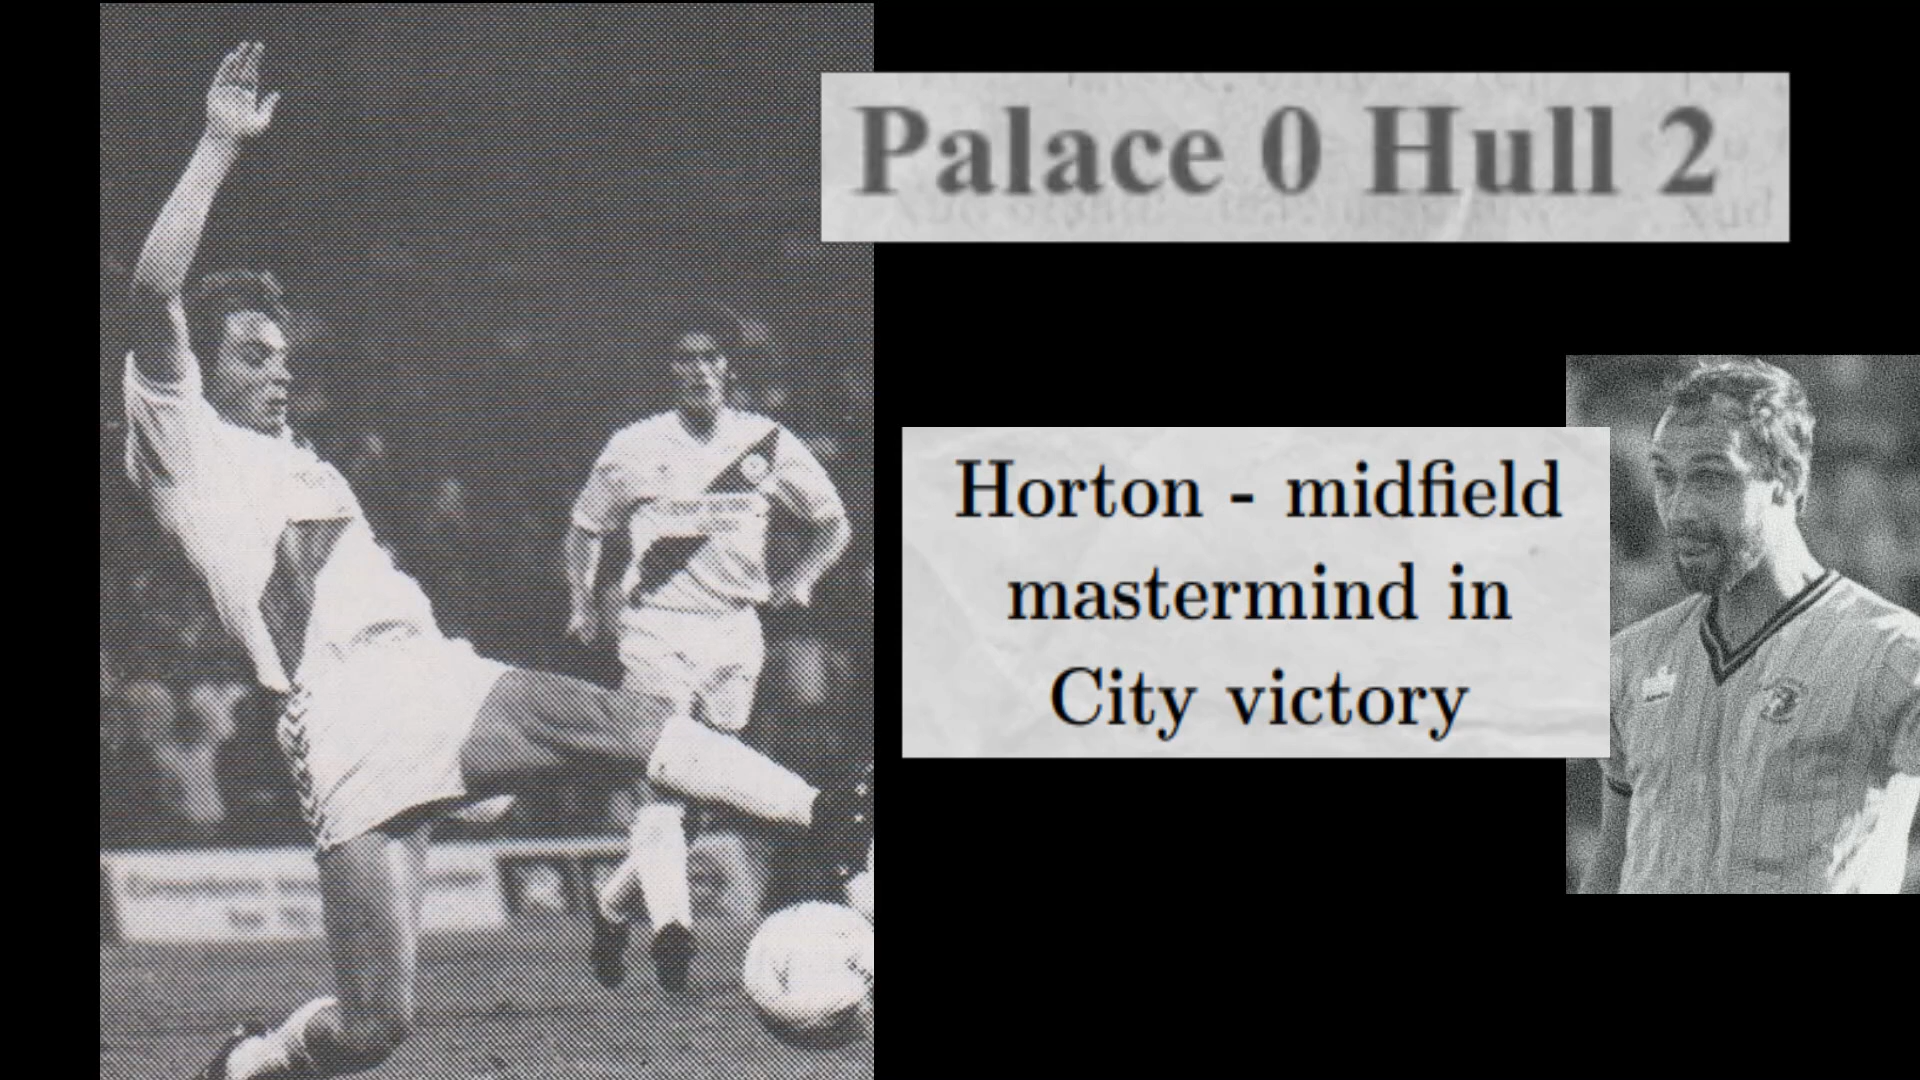 Palace 0 Hull 2
Horton - midfield
mastermind in
City victory